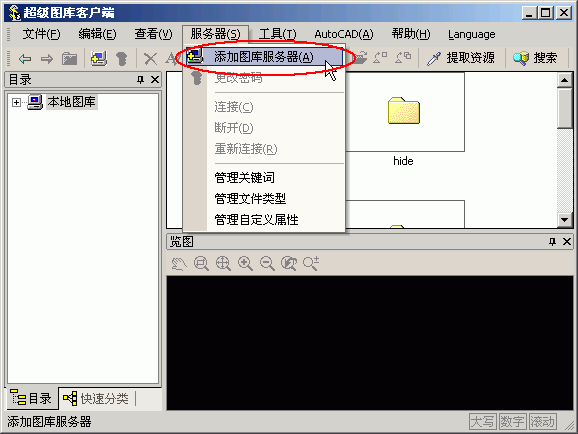 超级图库客户端
文件(F) 编辑(E) 查看(V) 服务器(S) 工具(T) AutoCAD(A) 帮助(H) Language
提取资源 搜索
目录
本地图库
添加图库服务器(A)
更改密码
连接(C)
断开(D)
重新连接(R)
管理关键词
管理文件类型
管理自定义属性
hide
览图
目录 快速分类
添加图库服务器
大写 数字 滚动